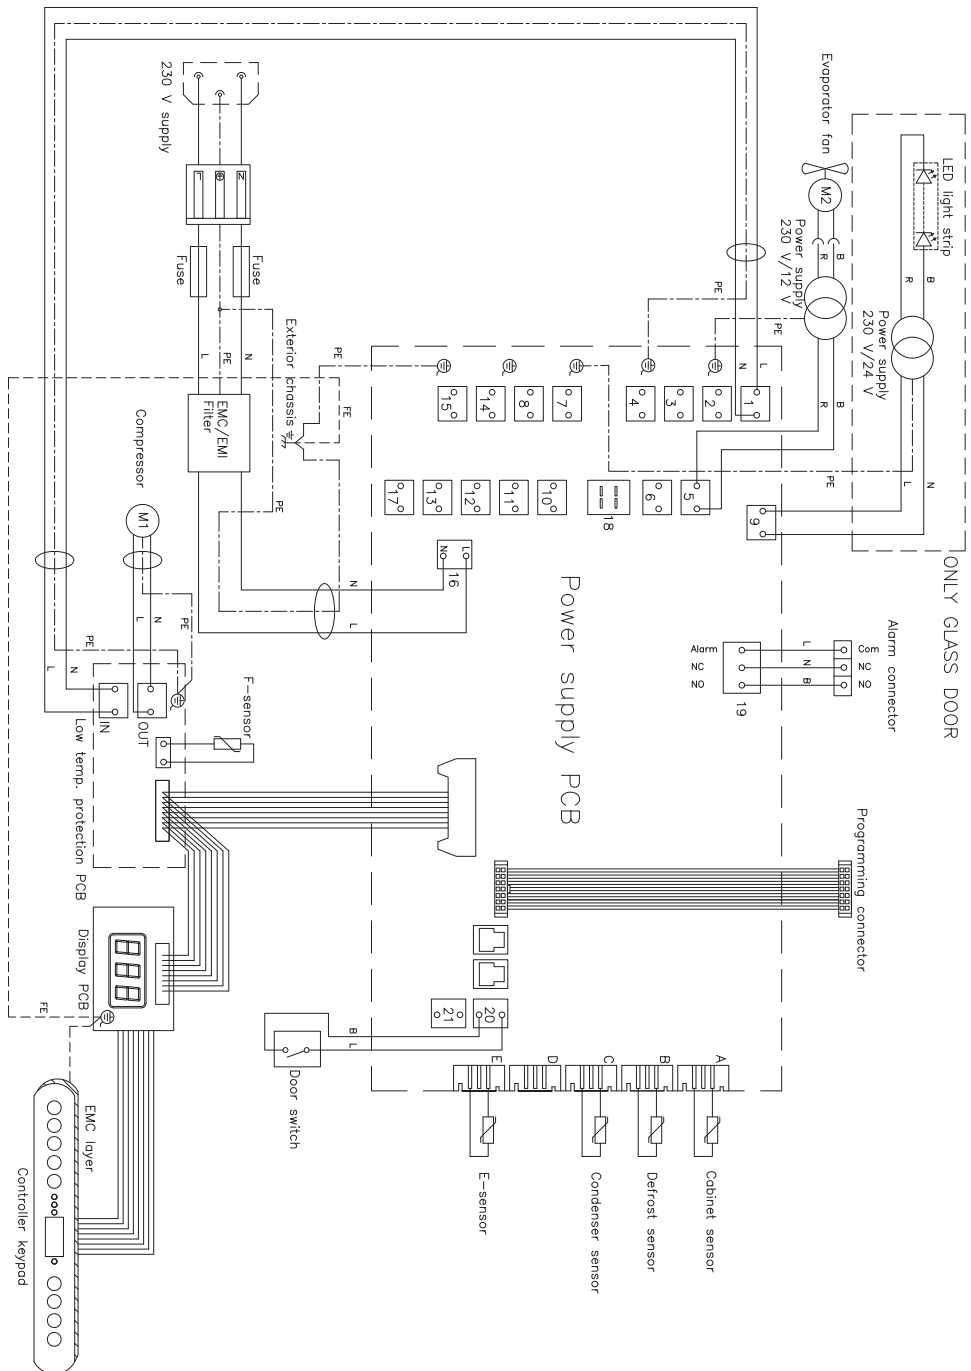 ONLY GLASS DOOR
LED light strip
B
R
Power supply
230 V/24 V
N
L
PE
9
Evaporator fan
M2
B
R
Power supply
230 V/12 V
PE
B
R
PE
L
N
1
2
3
4
7
8
14
15
5
6
18
10
11
12
13
17
16
L
N
Power supply PCB
230 V supply
N
L
Fuse
Fuse
N
PE
L
EMC/EMI
Filter
Exterior chassis
PE
FE
PE
N
L
Compressor
M1
N
L
PE
PE
N
L
IN
OUT
Low temp. protection PCB
F-sensor
Alarm connector
Com
NC
NO
L
N
B
Alarm
NC
NO
19
Programming connector
20
21
B
L
Door switch
A
B
C
D
E
Cabinet sensor
Defrost sensor
Condenser sensor
E-sensor
Display PCB
FE
EMC layer
Controller keypad